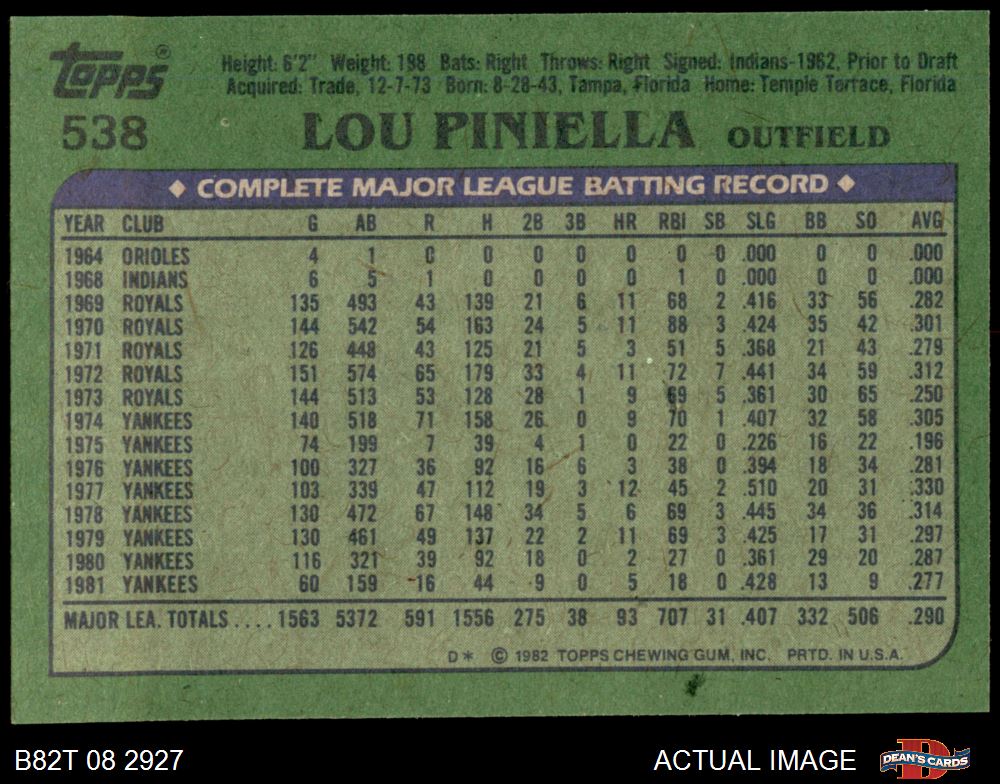 Topps®
Height: 6'2" Weight: 198 Bats: Right Throws: Right Signed: Indians-1962, Prior to Draft
Acquired: Trade, 12-7-73 Born: 8-28-43, Tampa, Florida Home: Temple Terrace, Florida
538 LOU PINIELLA OUTFIELD
◆ COMPLETE MAJOR LEAGUE BATTING RECORD ◆
YEAR CLUB G AB R H 2B 3B HR RBI SB SLG BB SO AVG
1964 ORIOLES 4 1 0 0 0 0 0 0 0 .000 0 0 .000
1968 INDIANS 6 5 1 0 0 0 0 1 0 .000 0 0 .000
1969 ROYALS 135 493 43 139 21 6 11 68 2 .416 33 56 .282
1970 ROYALS 144 542 54 163 24 5 11 88 3 .424 35 42 .301
1971 ROYALS 126 448 43 125 21 5 3 51 5 .368 21 43 .279
1972 ROYALS 151 574 65 179 33 4 11 72 7 .441 34 59 .312
1973 ROYALS 144 513 53 128 28 1 9 69 5 .361 30 65 .250
1974 YANKEES 140 518 71 158 26 0 9 70 1 .407 32 58 .305
1975 YANKEES 74 199 7 39 4 1 0 22 0 .226 16 22 .196
1976 YANKEES 100 327 36 92 16 6 3 38 0 .394 18 34 .281
1977 YANKEES 103 339 47 112 19 3 12 45 2 .510 20 31 .330
1978 YANKEES 130 472 67 148 34 5 6 69 3 .445 34 36 .314
1979 YANKEES 130 461 49 137 22 2 11 69 3 .425 17 31 .297
1980 YANKEES 116 321 39 92 18 0 2 27 0 .361 29 20 .287
1981 YANKEES 60 159 16 44 9 0 5 18 0 .428 13 9 .277
MAJOR LEA. TOTALS .... 1563 5372 591 1556 275 38 93 707 31 .407 332 506 .290
D* © 1982 TOPPS CHEWING GUM, INC. PRTD. IN U.S.A.
B82T 08 2927 ACTUAL IMAGE D DEAN'S CARDS